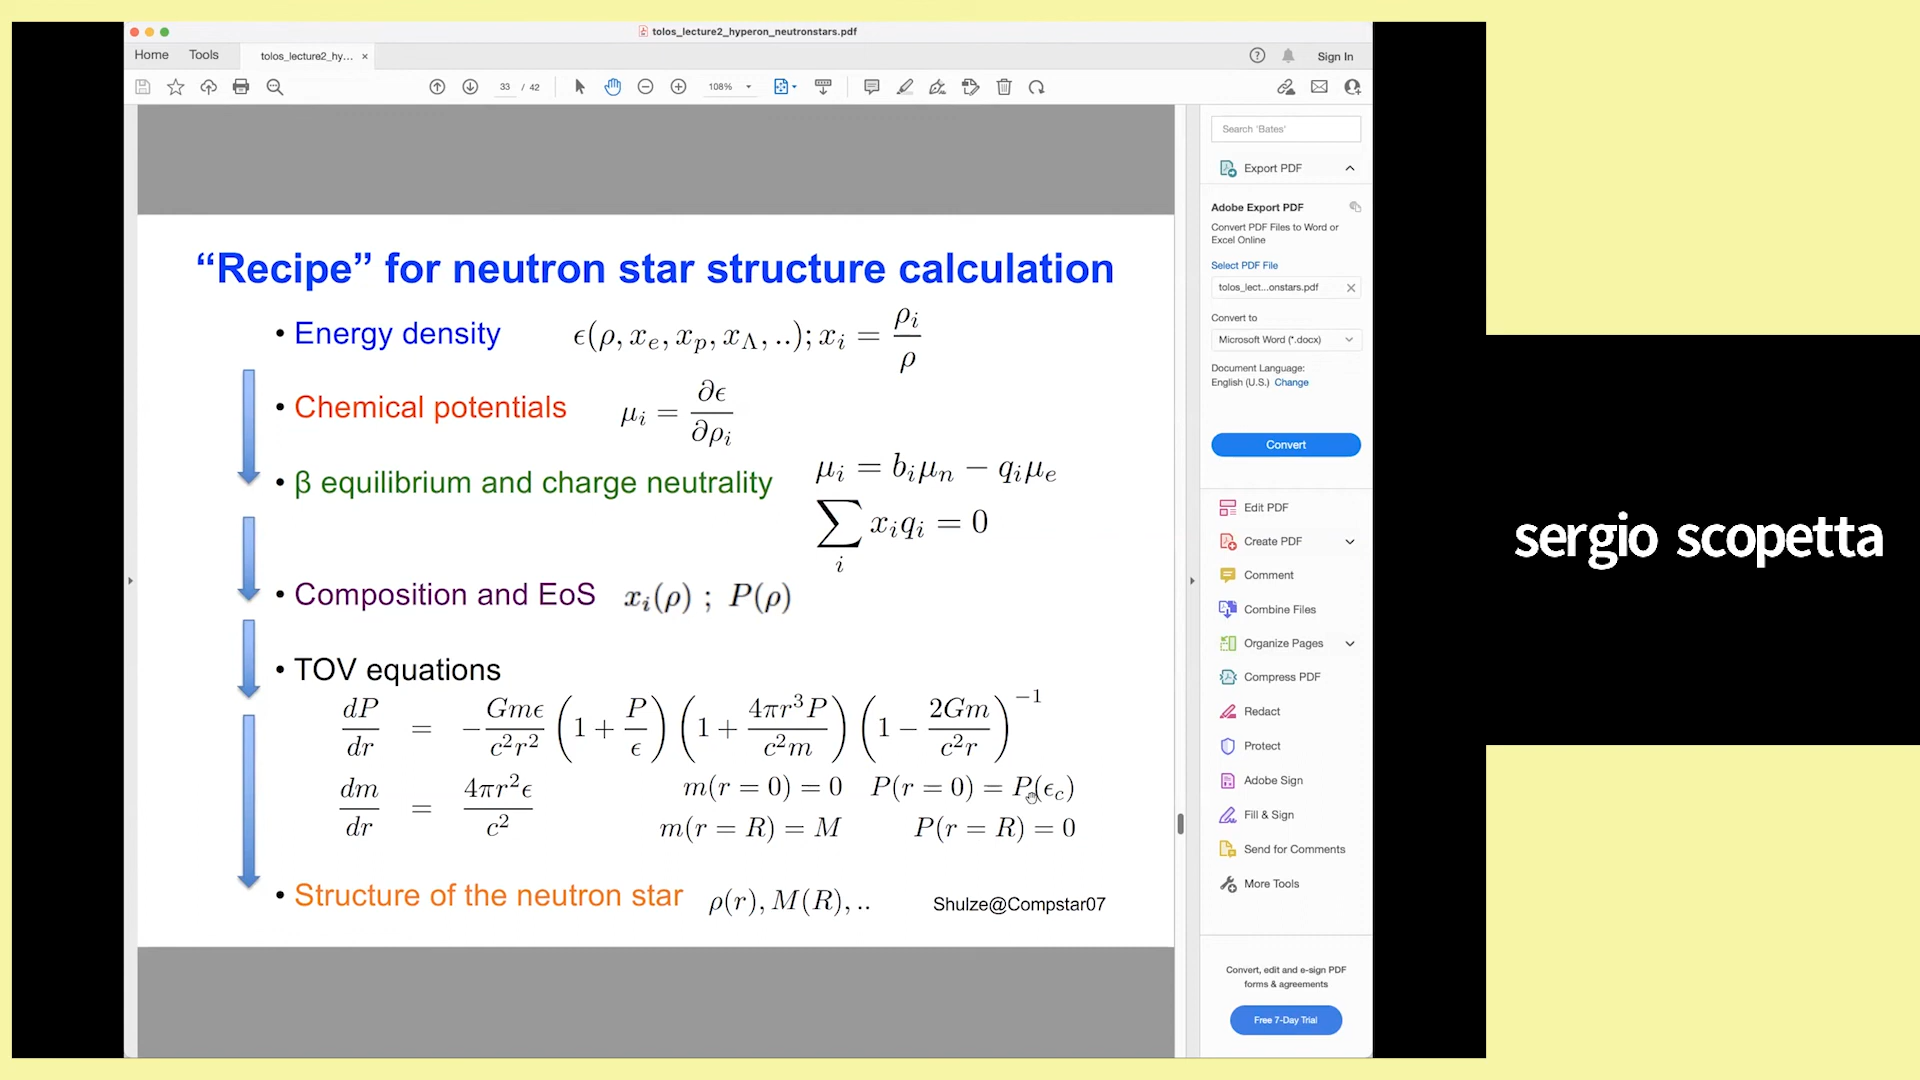 tolos_lecture2_hyperon_neutronstars.pdf
Home Tools tolos_lecture2_hy... × Sign In
33 / 42 108%
Search 'Bates'
Export PDF
Adobe Export PDF
Convert PDF Files to Word or
Excel Online
Select PDF File
tolos_lect...onstars.pdf
Convert to
Microsoft Word (*.docx)
Document Language:
English (U.S.) Change
Convert
Edit PDF
Create PDF
Comment
Combine Files
Organize Pages
Compress PDF
Redact
Protect
Adobe Sign
Fill & Sign
Send for Comments
More Tools
Convert, edit and e-sign PDF
forms & agreements
Free 7-Day Trial
“Recipe” for neutron star structure calculation
• Energy density ϵ(ρ, x_e, x_p, x_Λ, ..); x_i = ρ_i / ρ
• Chemical potentials μ_i = ∂ϵ / ∂ρ_i
• β equilibrium and charge neutrality μ_i = b_i μ_n − q_i μ_e
∑_i x_i q_i = 0
• Composition and EoS x_i(ρ) ; P(ρ)
• TOV equations
dP/dr = − Gmϵ/c²r² (1 + P/ϵ) (1 + 4πr³P/c²m) (1 − 2Gm/c²r)⁻¹
dm/dr = 4πr²ϵ/c² m(r = 0) = 0 P(r = 0) = P(ϵ_c)
m(r = R) = M P(r = R) = 0
• Structure of the neutron star ρ(r), M(R), ..
Shulze@Compstar07
sergio scopetta